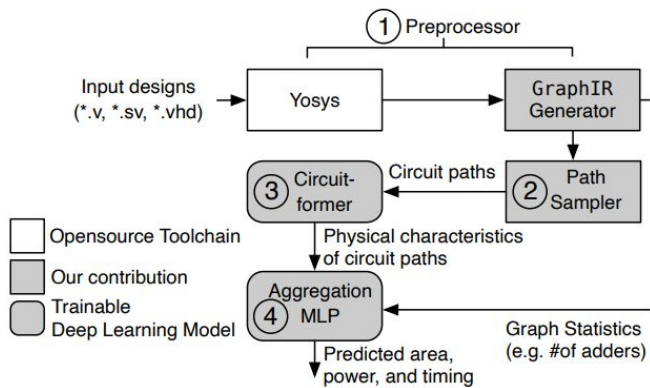 1 Preprocessor
Input designs
(*.v, *.sv, *.vhd)
Yosys
GraphIR
Generator
Circuit paths
3 Circuit-
former
2 Path
Sampler
Opensource Toolchain
Our contribution
Trainable
Deep Learning Model
Physical characteristics
of circuit paths
Aggregation
4 MLP
Graph Statistics
(e.g. #of adders)
Predicted area,
power, and timing